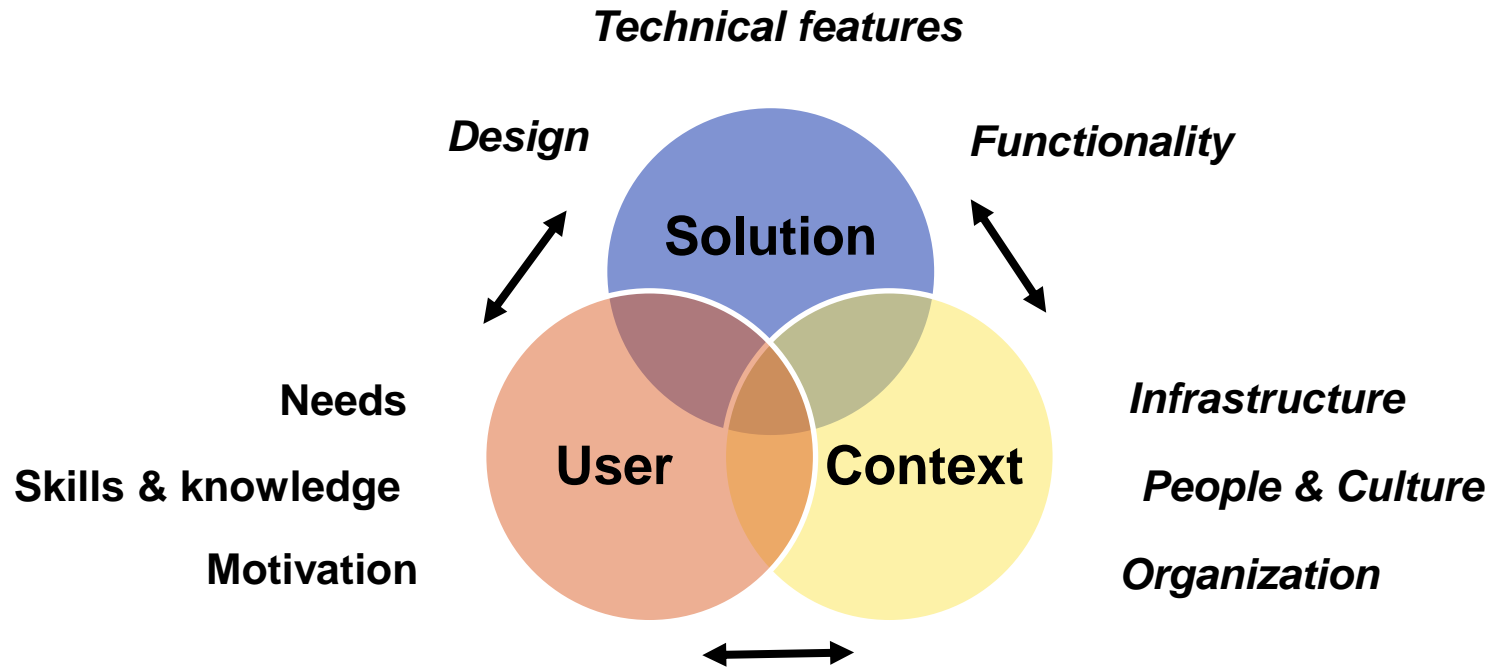 Technical features
Design
Functionality
Solution
Needs
Infrastructure
User
Context
Skills & knowledge
People & Culture
Motivation
Organization